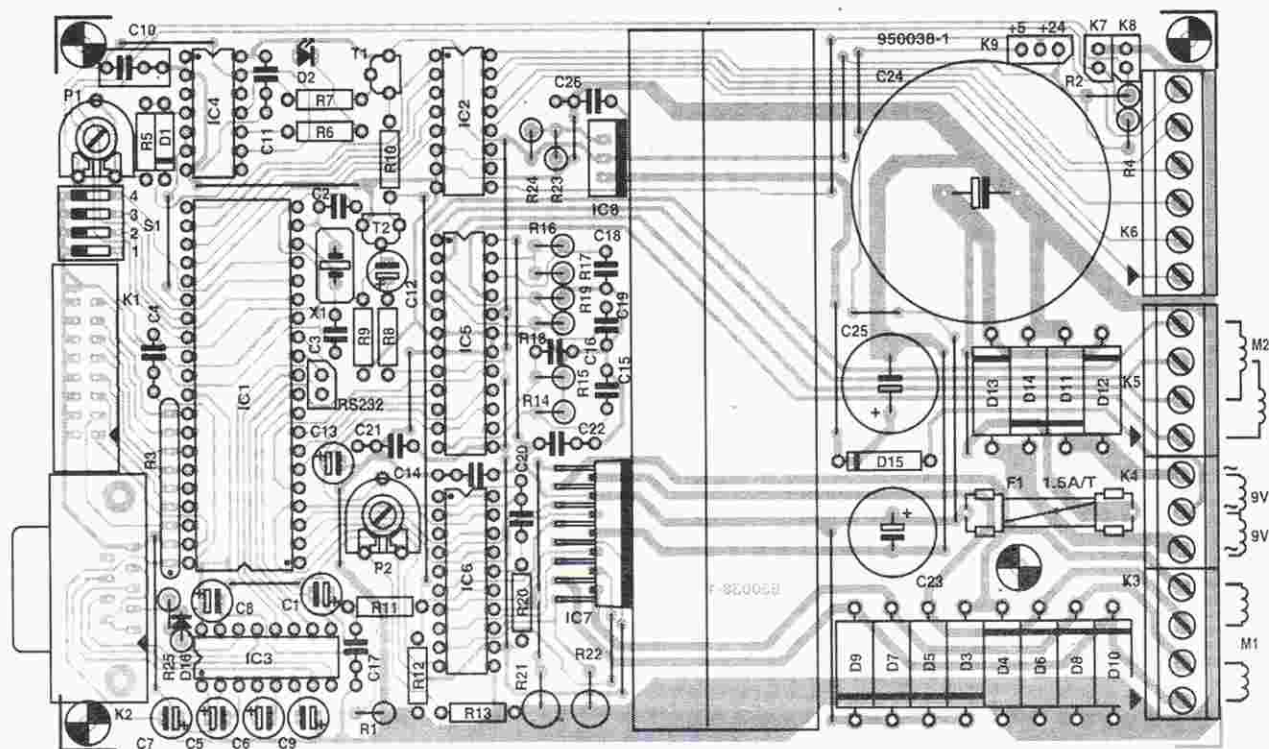 C10
P1
R5
D1
IC4
C11
D2
R7
R6
T1
R10
IC2
C26
R24
R23
IC8
950038-1
C24
K9
+5
+24
K7
K8
R2
R4
K6
4
3
2
1
S1
K1
C4
IC1
C2
T2
X1
C3
C12
R9
R8
RS232
IC5
R16
R17
R19
R18
R15
R14
C18
C19
C16
C15
C22
C25
D13
D14
D11
D12
K5
M2
R3
C13
C21
C14
C20
P2
IC6
R20
IC7
D15
F1
1.5A/T
K4
9V
9V
C23
K3
M1
950038-1
K2
R25
D16
C8
C1
IC3
R11
C17
R12
R21
R22
D9
D7
D5
D3
D4
D6
D8
D10
C7
C5
C6
C9
R1
R13